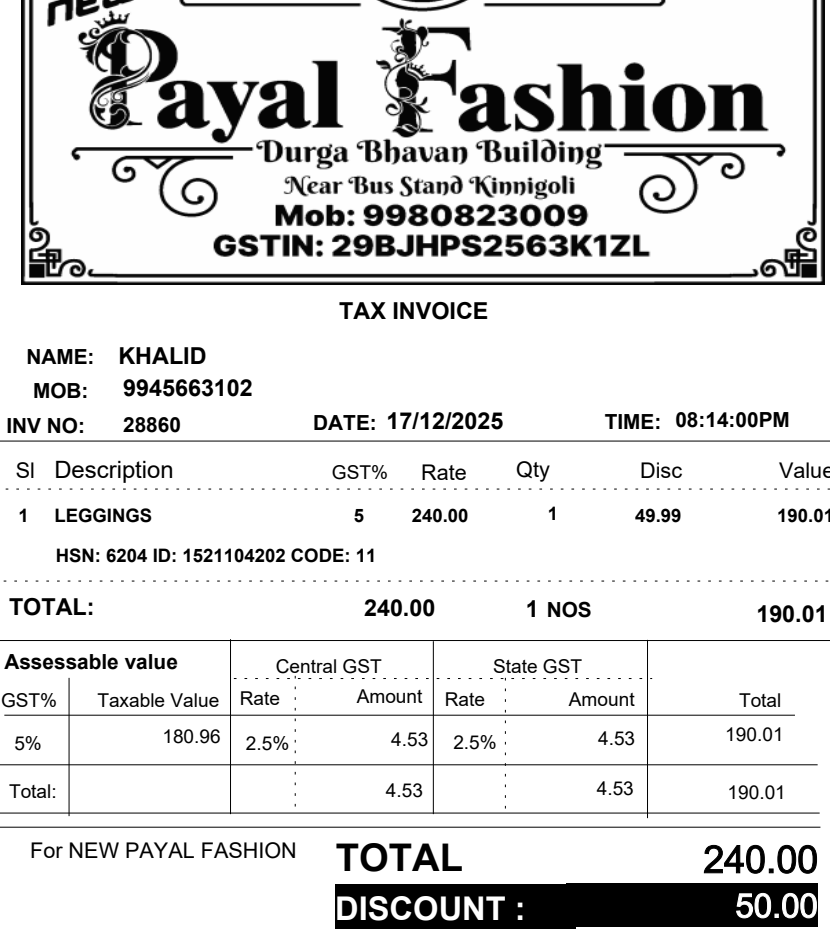 new
Payal Fashion
Durga Bhavan Building
Near Bus Stand Kinnigoli
Mob: 9980823009
GSTIN: 29BJHPS2563K1ZL
TAX INVOICE
NAME: KHALID
MOB: 9945663102
INV NO: 28860 DATE: 17/12/2025 TIME: 08:14:00PM
Sl Description GST% Rate Qty Disc Value
1 LEGGINGS 5 240.00 1 49.99 190.01
HSN: 6204 ID: 1521104202 CODE: 11
TOTAL: 240.00 1 NOS 190.01
Assessable value Central GST State GST
GST% Taxable Value Rate Amount Rate Amount Total
5% 180.96 2.5% 4.53 2.5% 4.53 190.01
Total: 4.53 4.53 190.01
For NEW PAYAL FASHION TOTAL 240.00
DISCOUNT : 50.00